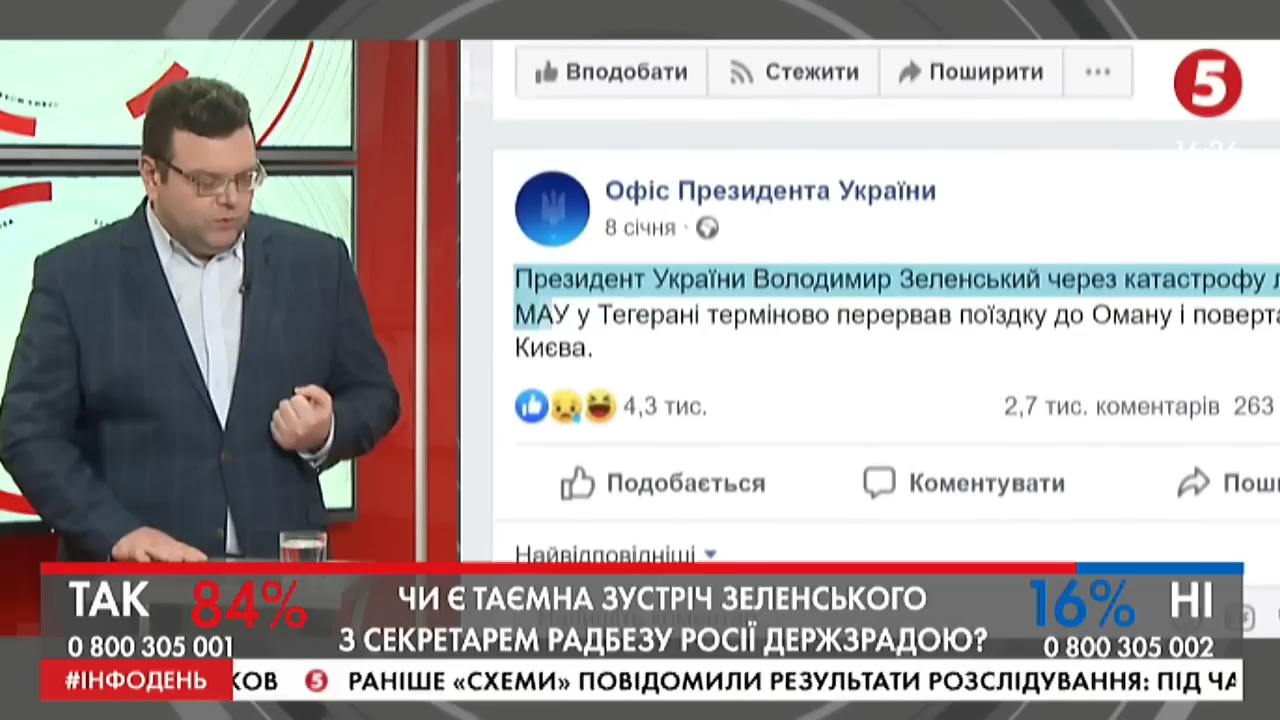 Вподобати
Стежити
Поширити
5
Офіс Президента України
8 січня
Президент України Володимир Зеленський через катастрофу
МАУ у Тегерані терміново перервав поїздку до Оману і
Києва.
4,3 тис.
2,7 тис. коментарів 263
Подобається
Коментувати
Найвідповідніші
ТАК 84%
0 800 305 001
ЧИ Є ТАЄМНА ЗУСТРІЧ ЗЕЛЕНСЬКОГО
З СЕКРЕТАРЕМ РАДБЕЗУ РОСІЇ ДЕРЖЗРАДОЮ?
16% НІ
0 800 305 002
#ІНФОДЕНЬ
КОВ 5 РАНІШЕ «СХЕМИ» ПОВІДОМИЛИ РЕЗУЛЬТАТИ РОЗСЛІДУВАННЯ: ПІД